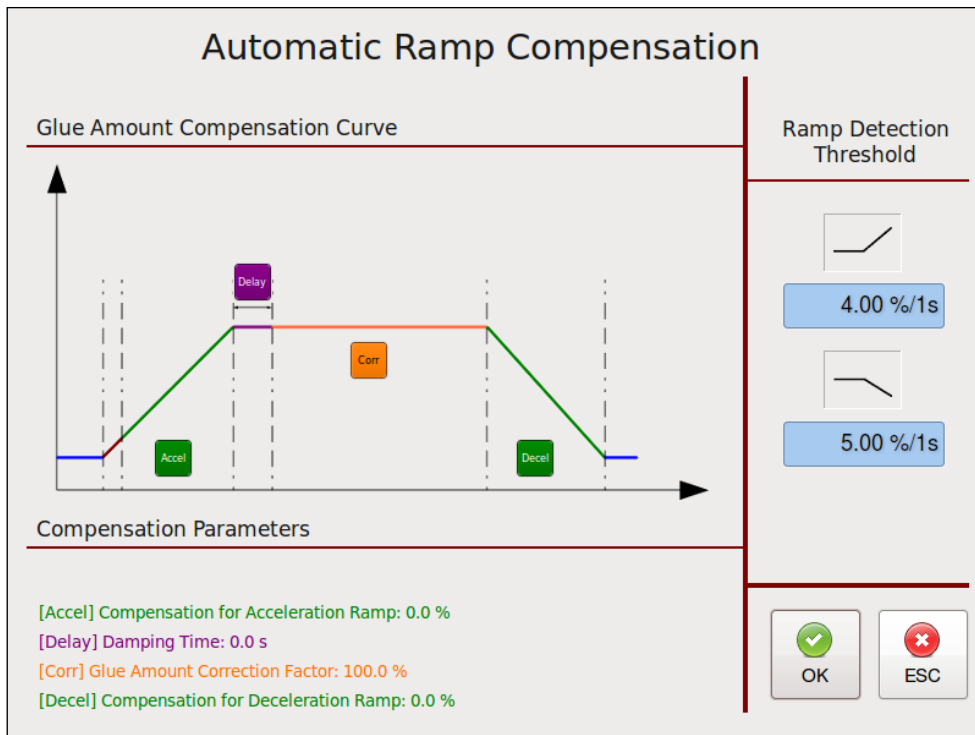 Automatic Ramp Compensation
Glue Amount Compensation Curve
Delay
Corr
Accel
Decel
Compensation Parameters
[Accel] Compensation for Acceleration Ramp: 0.0 %
[Delay] Damping Time: 0.0 s
[Corr] Glue Amount Correction Factor: 100.0 %
[Decel] Compensation for Deceleration Ramp: 0.0 %
Ramp Detection
Threshold
4.00 %/1s
5.00 %/1s
OK
ESC